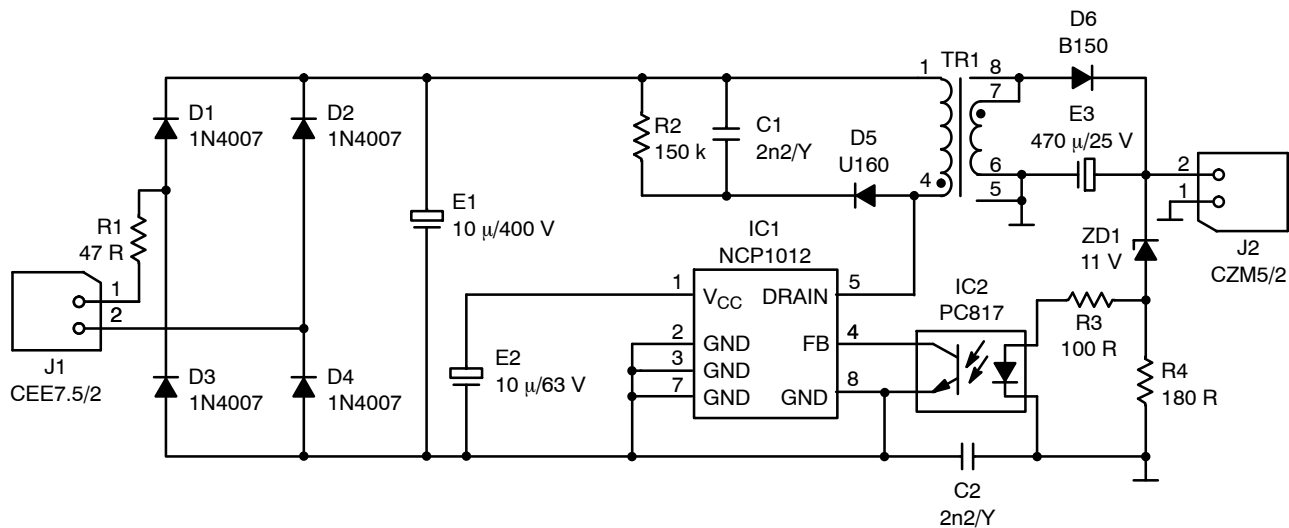 D6
B150
TR1
1
8
7
D1
1N4007
D2
1N4007
R2
150 k
C1
2n2/Y
D5
U160
E3
470 μ/25 V
4
6
5
2
1
R1
47 R
E1
10 μ/400 V
IC1
NCP1012
ZD1
11 V
J2
CZM5/2
1
2
J1
CEE7.5/2
1
VCC
DRAIN
5
IC2
PC817
R3
100 R
2
GND
FB
4
3
GND
7
GND
GND
8
E2
10 μ/63 V
D3
1N4007
D4
1N4007
R4
180 R
C2
2n2/Y